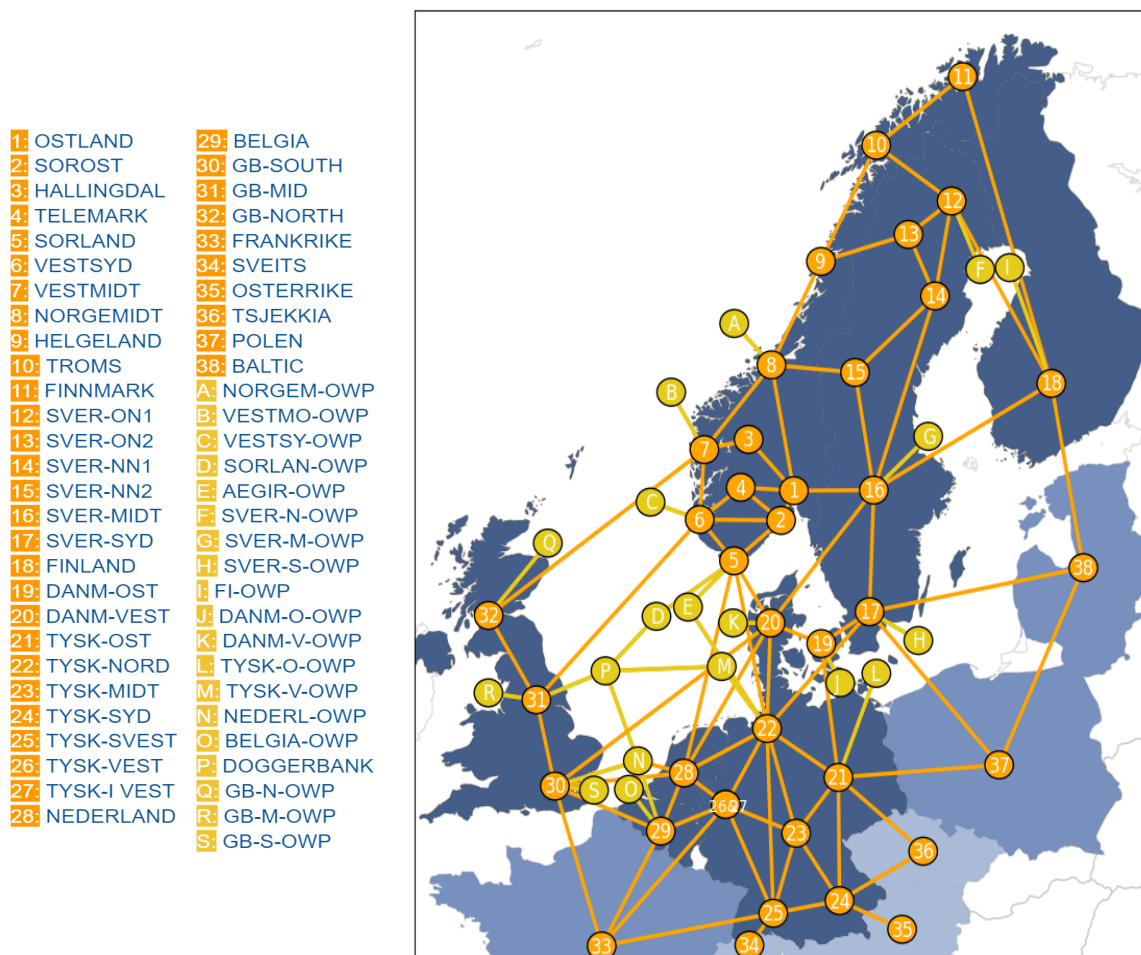 1: OSTLAND
2: SOROST
3: HALLINGDAL
4: TELEMARK
5: SORLAND
6: VESTSYD
7: VESTMIDT
8: NORGEMIDT
9: HELGELAND
10: TROMS
11: FINNMARK
12: SVER-ON1
13: SVER-ON2
14: SVER-NN1
15: SVER-NN2
16: SVER-MIDT
17: SVER-SYD
18: FINLAND
19: DANM-OST
20: DANM-VEST
21: TYSK-OST
22: TYSK-NORD
23: TYSK-MIDT
24: TYSK-SYD
25: TYSK-SVEST
26: TYSK-VEST
27: TYSK-I VEST
28: NEDERLAND
29: BELGIA
30: GB-SOUTH
31: GB-MID
32: GB-NORTH
33: FRANKRIKE
34: SVEITS
35: OSTERRIKE
36: TSJEKKIA
37: POLEN
38: BALTIC
A: NORGEM-OWP
B: VESTMO-OWP
C: VESTSY-OWP
D: SORLAN-OWP
E: AEGIR-OWP
F: SVER-N-OWP
G: SVER-M-OWP
H: SVER-S-OWP
I: FI-OWP
J: DANM-O-OWP
K: DANM-V-OWP
L: TYSK-O-OWP
M: TYSK-V-OWP
N: NEDERL-OWP
O: BELGIA-OWP
P: DOGGERBANK
Q: GB-N-OWP
R: GB-M-OWP
S: GB-S-OWP
11
10
12
13
9
F
I
14
A
8
15
18
B
G
7
3
4
1
16
C
6
2
Q
5
38
E
D
32
K
20
17
19
H
P
M
L
J
R
31
22
N
37
28
21
30
S
O
29
23
36
24
25
35
33
34